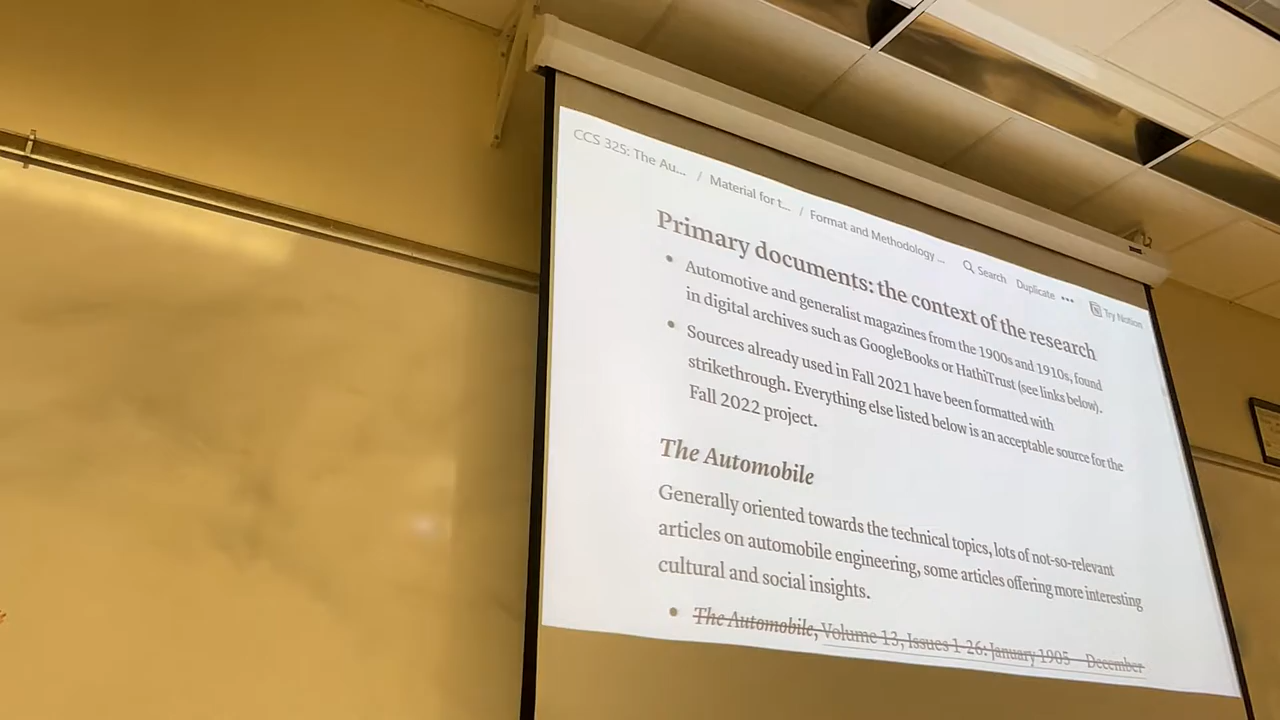 CCS 325: The Au... / Material for t... / Format and Methodology ... Search Duplicate ••• Try Notion
Primary documents: the context of the research
• Automotive and generalist magazines from the 1900s and 1910s, found
in digital archives such as GoogleBooks or HathiTrust (see links below).
• Sources already used in Fall 2021 have been formatted with
strikethrough. Everything else listed below is an acceptable source for the
Fall 2022 project.
The Automobile
Generally oriented towards the technical topics, lots of not-so-relevant
articles on automobile engineering, some articles offering more interesting
cultural and social insights.
• The Automobile, Volume 13, Issues 1-26: January 1905 – December